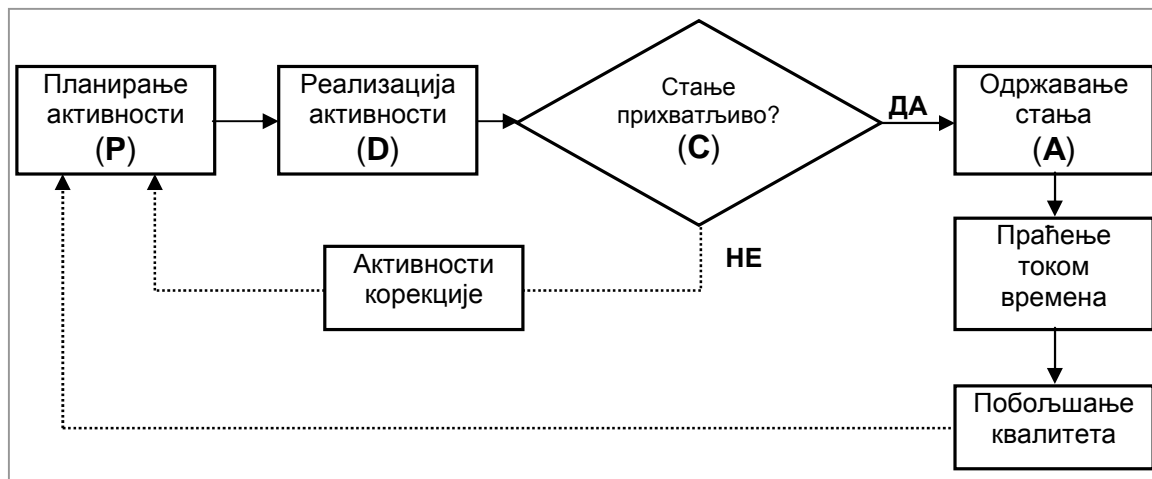 Планирање
активности
(P)
Реализација
активности
(D)
Стање
прихватљиво?
(C)
ДА
Одржавање
стања
(A)
НЕ
Активности
корекције
Праћење
током
времена
Побољшање
квалитета